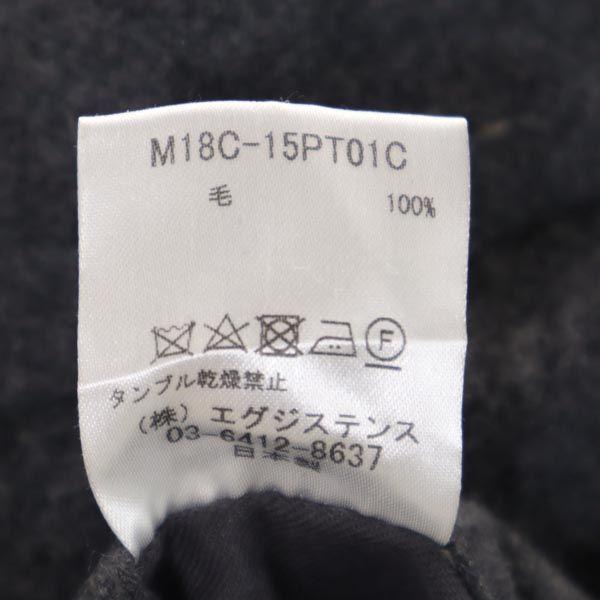 M18C-15PT01C
毛 100%
F
タンブル乾燥禁止
(株) エグジステンス
03-6412-8637
日本製